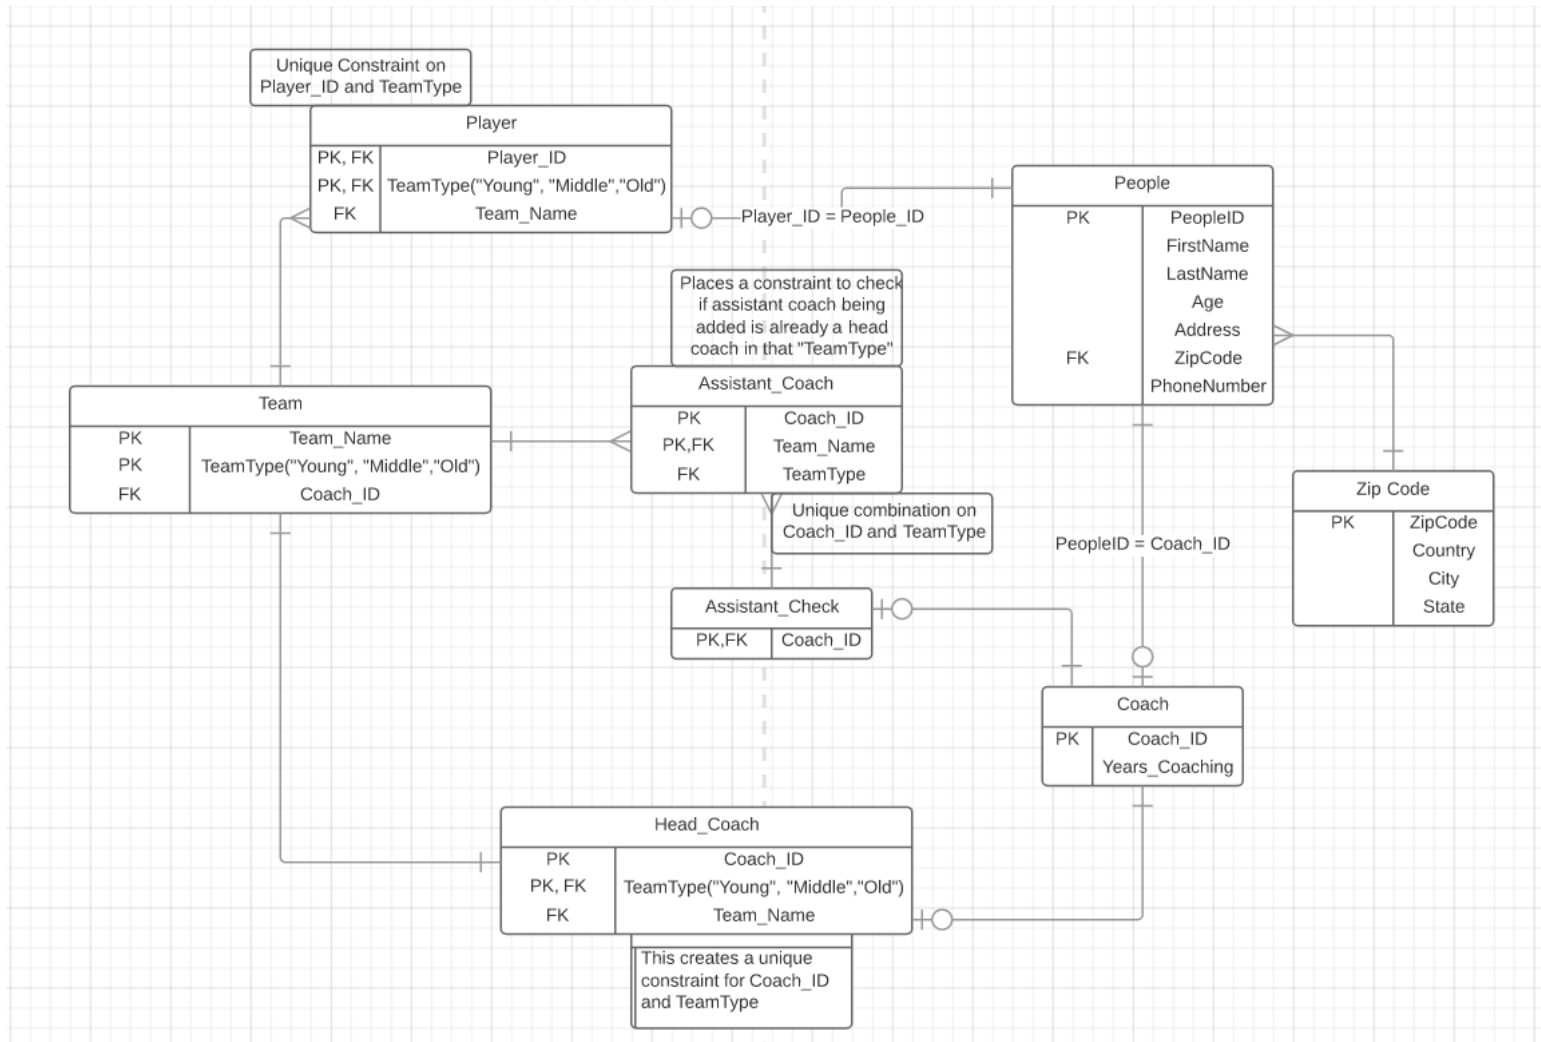 Unique Constraint on
Player_ID and TeamType
Player
PK, FK Player_ID
PK, FK TeamType("Young", "Middle","Old")
FK Team_Name
Player_ID = People_ID
People
PK PeopleID
FirstName
LastName
Age
Address
FK ZipCode
PhoneNumber
Places a constraint to check
if assistant coach being
added is already a head
coach in that "TeamType"
Assistant_Coach
PK Coach_ID
PK,FK Team_Name
FK TeamType
Team
PK Team_Name
PK TeamType("Young", "Middle","Old")
FK Coach_ID
Unique combination on
Coach_ID and TeamType
PeopleID = Coach_ID
Zip Code
PK ZipCode
Country
City
State
Assistant_Check
PK,FK Coach_ID
Coach
PK Coach_ID
Years_Coaching
Head_Coach
PK Coach_ID
PK, FK TeamType("Young", "Middle","Old")
FK Team_Name
This creates a unique
constraint for Coach_ID
and TeamType